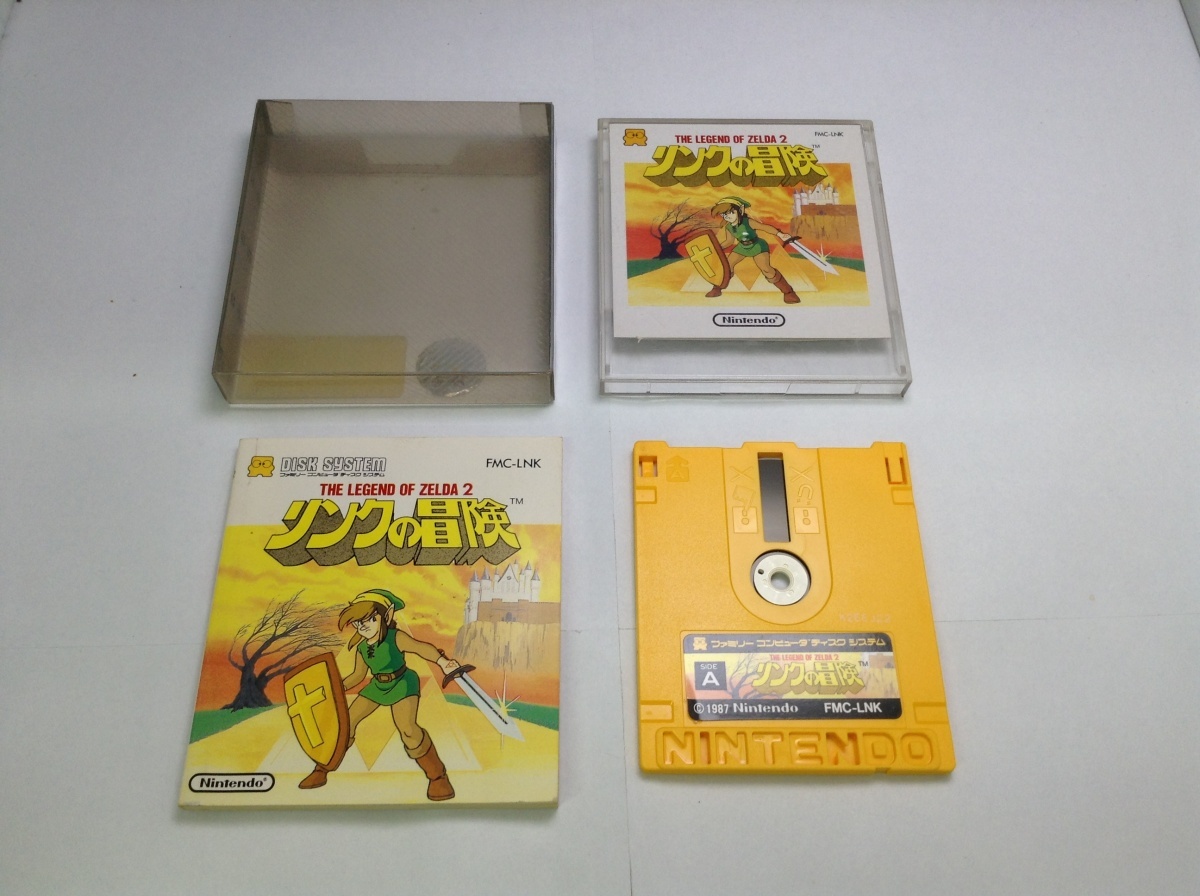 THE LEGEND OF ZELDA 2
FMC-LNK
リンクの冒険
TM
Nintendo®
DISK SYSTEM
FMC-LNK
ファミリー コンピュータ ディスク システム
THE LEGEND OF ZELDA 2
リンクの冒険
TM
Nintendo®
ファミリー コンピュータ ディスク システム
SIDE
A
THE LEGEND OF ZELDA 2
リンクの冒険
TM
©1987 Nintendo FMC-LNK
NINTENDO